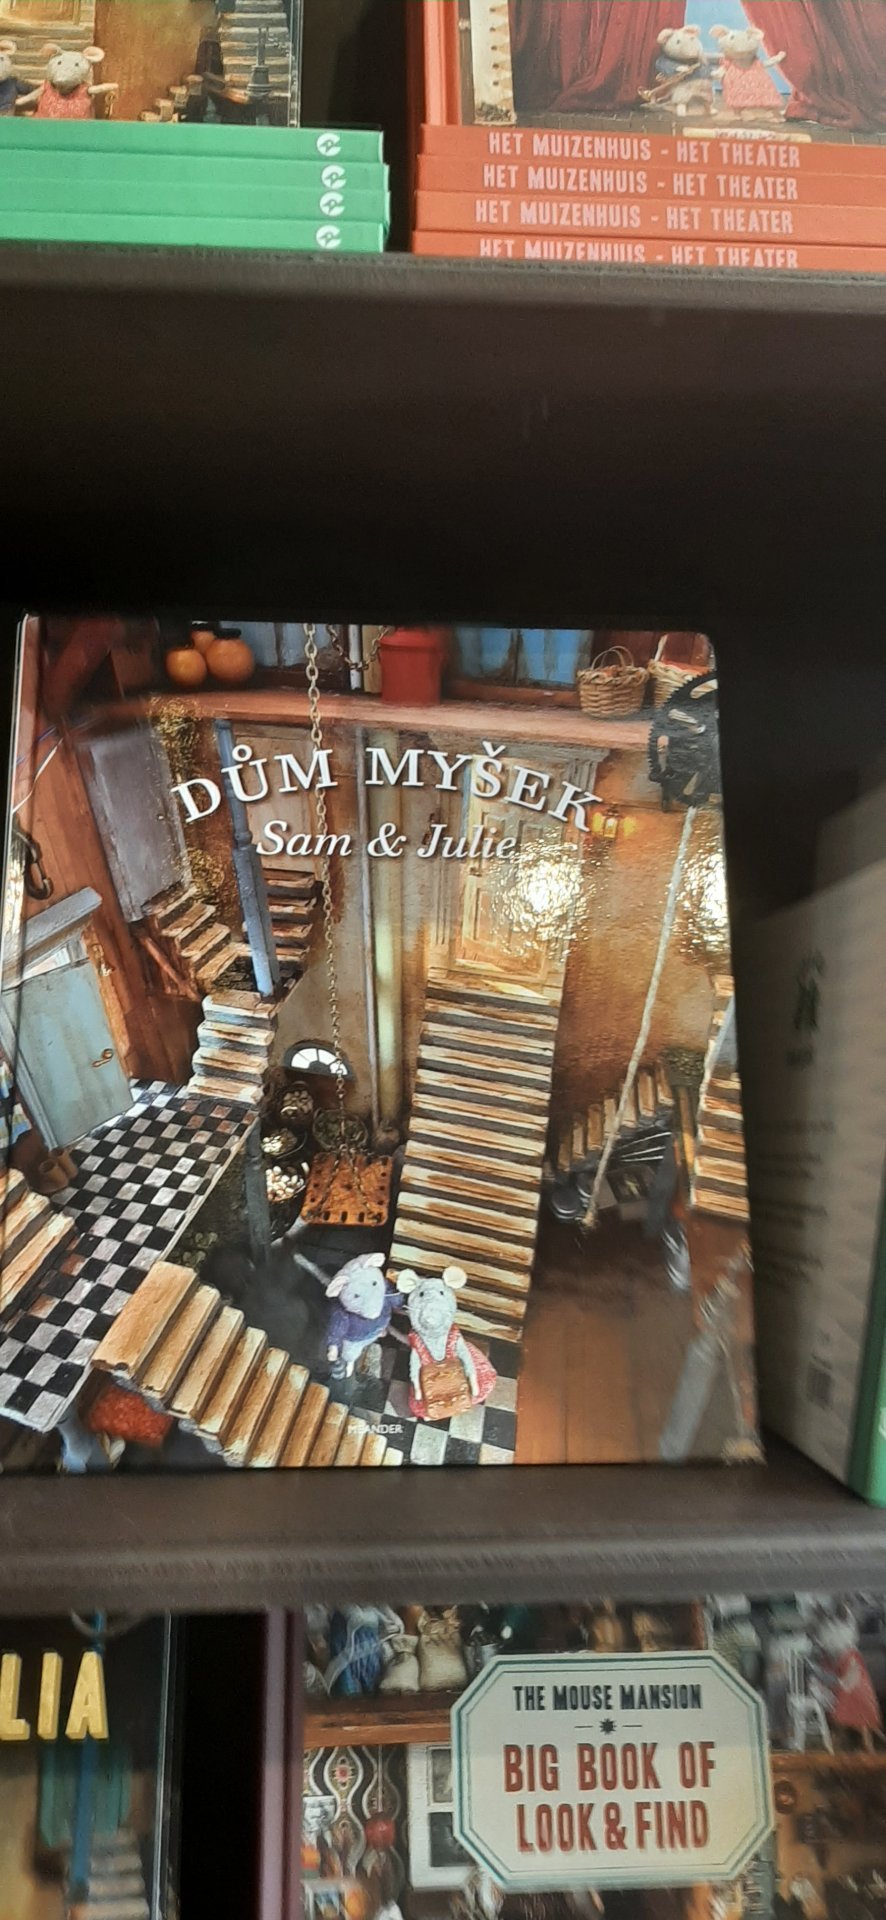 HET MUIZENHUIS - HET THEATER
HET MUIZENHUIS - HET THEATER
HET MUIZENHUIS - HET THEATER
HET MUIZENHUIS - HET THEATER
DŮM MYŠEK
Sam & Julie
MEANDER
LIA
THE MOUSE MANSION
BIG BOOK OF
LOOK & FIND